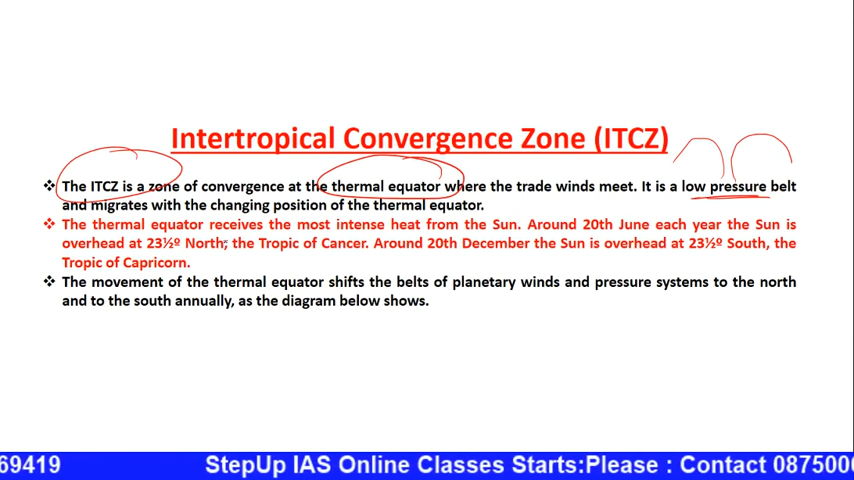 Intertropical Convergence Zone (ITCZ)
❖ The ITCZ is a zone of convergence at the thermal equator where the trade winds meet. It is a low pressure belt
and migrates with the changing position of the thermal equator.
❖ The thermal equator receives the most intense heat from the Sun. Around 20th June each year the Sun is
overhead at 23½º North, the Tropic of Cancer. Around 20th December the Sun is overhead at 23½º South, the
Tropic of Capricorn.
❖ The movement of the thermal equator shifts the belts of planetary winds and pressure systems to the north
and to the south annually, as the diagram below shows.
69419 StepUp IAS Online Classes Starts:Please : Contact 087500